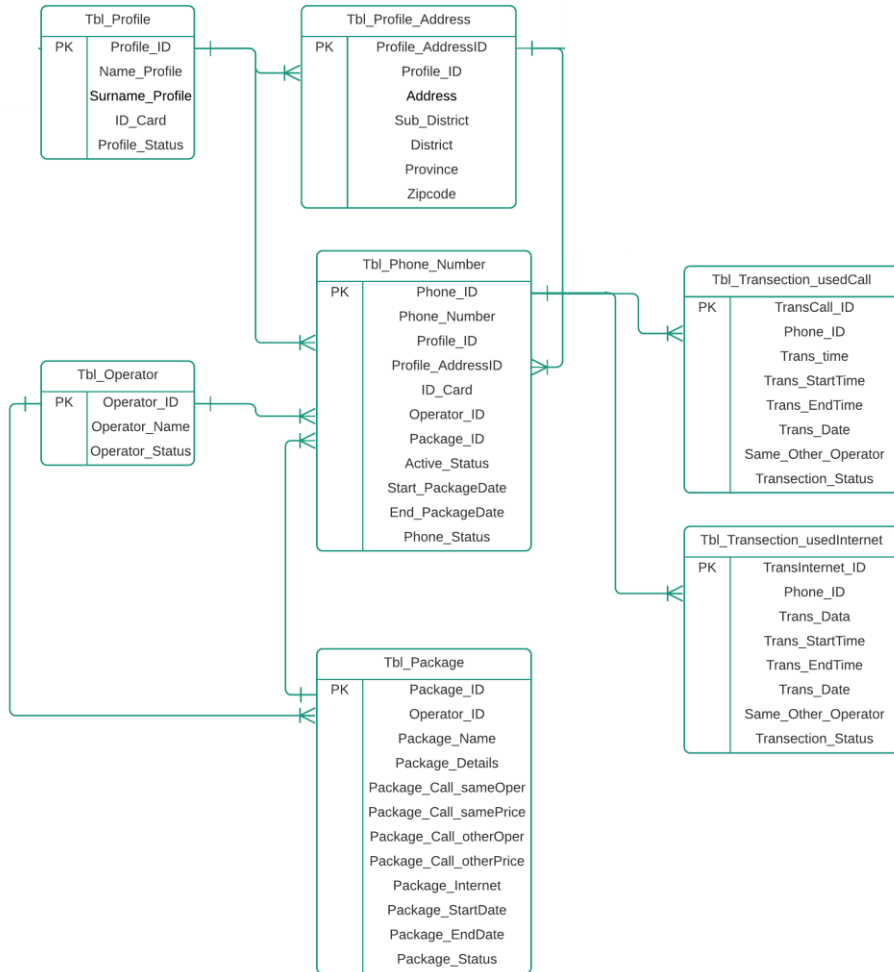 Tbl_Profile
PK Profile_ID
Name_Profile
Surname_Profile
ID_Card
Profile_Status
Tbl_Profile_Address
PK Profile_AddressID
Profile_ID
Address
Sub_District
District
Province
Zipcode
Tbl_Phone_Number
PK Phone_ID
Phone_Number
Profile_ID
Profile_AddressID
ID_Card
Operator_ID
Package_ID
Active_Status
Start_PackageDate
End_PackageDate
Phone_Status
Tbl_Transection_usedCall
PK TransCall_ID
Phone_ID
Trans_time
Trans_StartTime
Trans_EndTime
Trans_Date
Same_Other_Operator
Transection_Status
Tbl_Operator
PK Operator_ID
Operator_Name
Operator_Status
Tbl_Transection_usedInternet
PK TransInternet_ID
Phone_ID
Trans_Data
Trans_StartTime
Trans_EndTime
Trans_Date
Same_Other_Operator
Transection_Status
Tbl_Package
PK Package_ID
Operator_ID
Package_Name
Package_Details
Package_Call_sameOper
Package_Call_samePrice
Package_Call_otherOper
Package_Call_otherPrice
Package_Internet
Package_StartDate
Package_EndDate
Package_Status